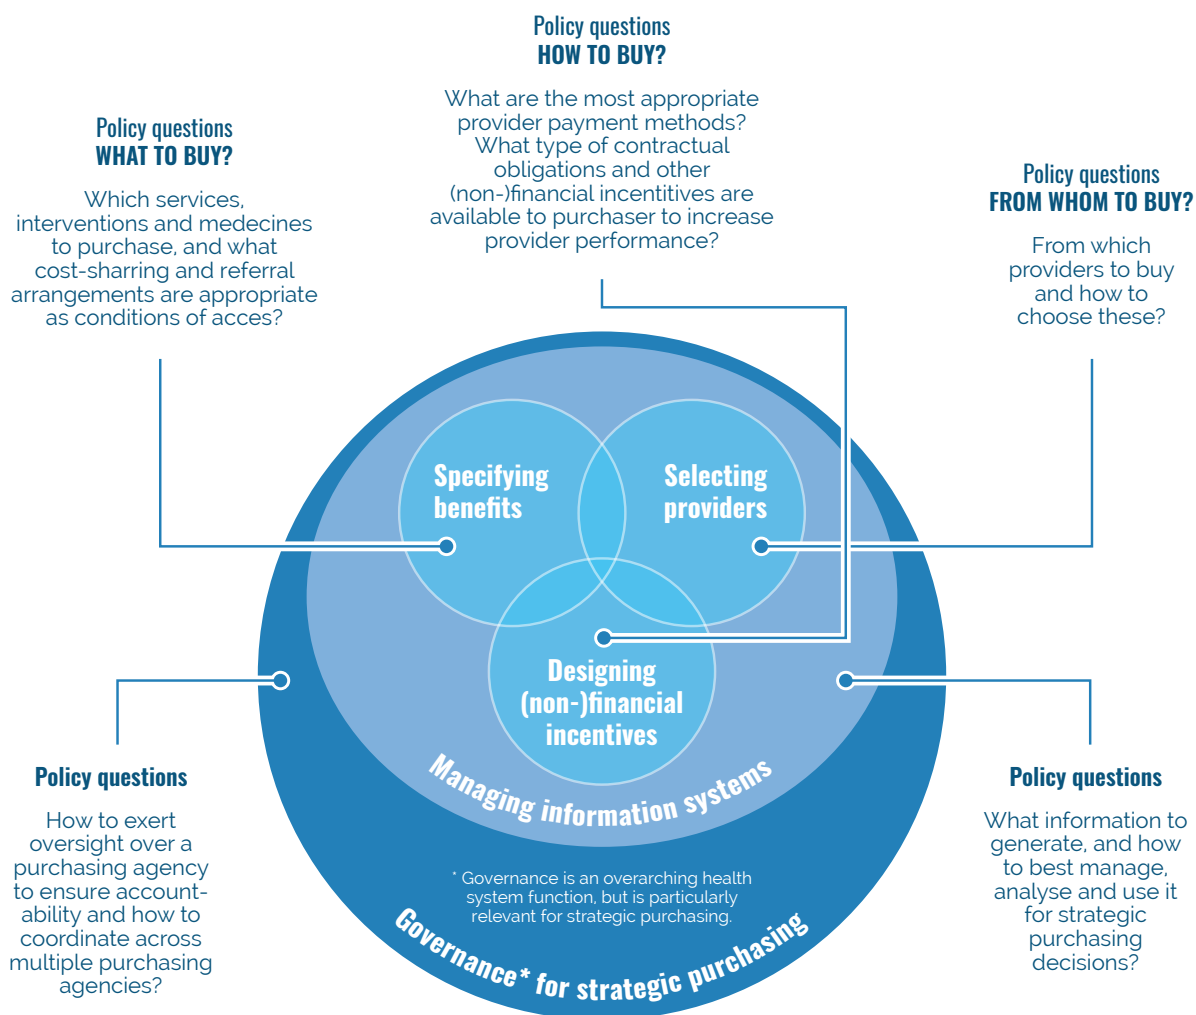 Policy questions
HOW TO BUY?
What are the most appropriate
provider payment methods?
What type of contractual
obligations and other
(non-)financial incentitives are
available to purchaser to increase
provider performance?
Policy questions
WHAT TO BUY?
Which services,
interventions and medecines
to purchase, and what
cost-sharring and referral
arrangements are appropriate
as conditions of acces?
Policy questions
FROM WHOM TO BUY?
From which
providers to buy
and how to
choose these?
Specifying
benefits
Selecting
providers
Designing
(non-)financial
incentives
Managing information systems
* Governance is an overarching health
system function, but is particularly
relevant for strategic purchasing.
Governance* for strategic purchasing
Policy questions
How to exert
oversight over a
purchasing agency
to ensure account-
ability and how to
coordinate across
multiple purchasing
agencies?
Policy questions
What information to
generate, and how
to best manage,
analyse and use it
for strategic
purchasing
decisions?